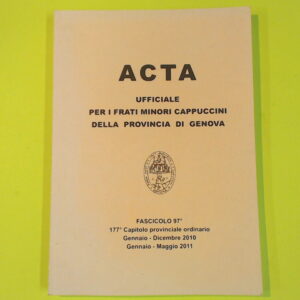 ACTA
UFFICIALE
PER I FRATI MINORI CAPPUCCINI
DELLA PROVINCIA DI GENOVA
FASCICOLO 97°
177° Capitolo provinciale ordinario
Gennaio - Dicembre 2010
Gennaio - Maggio 2011